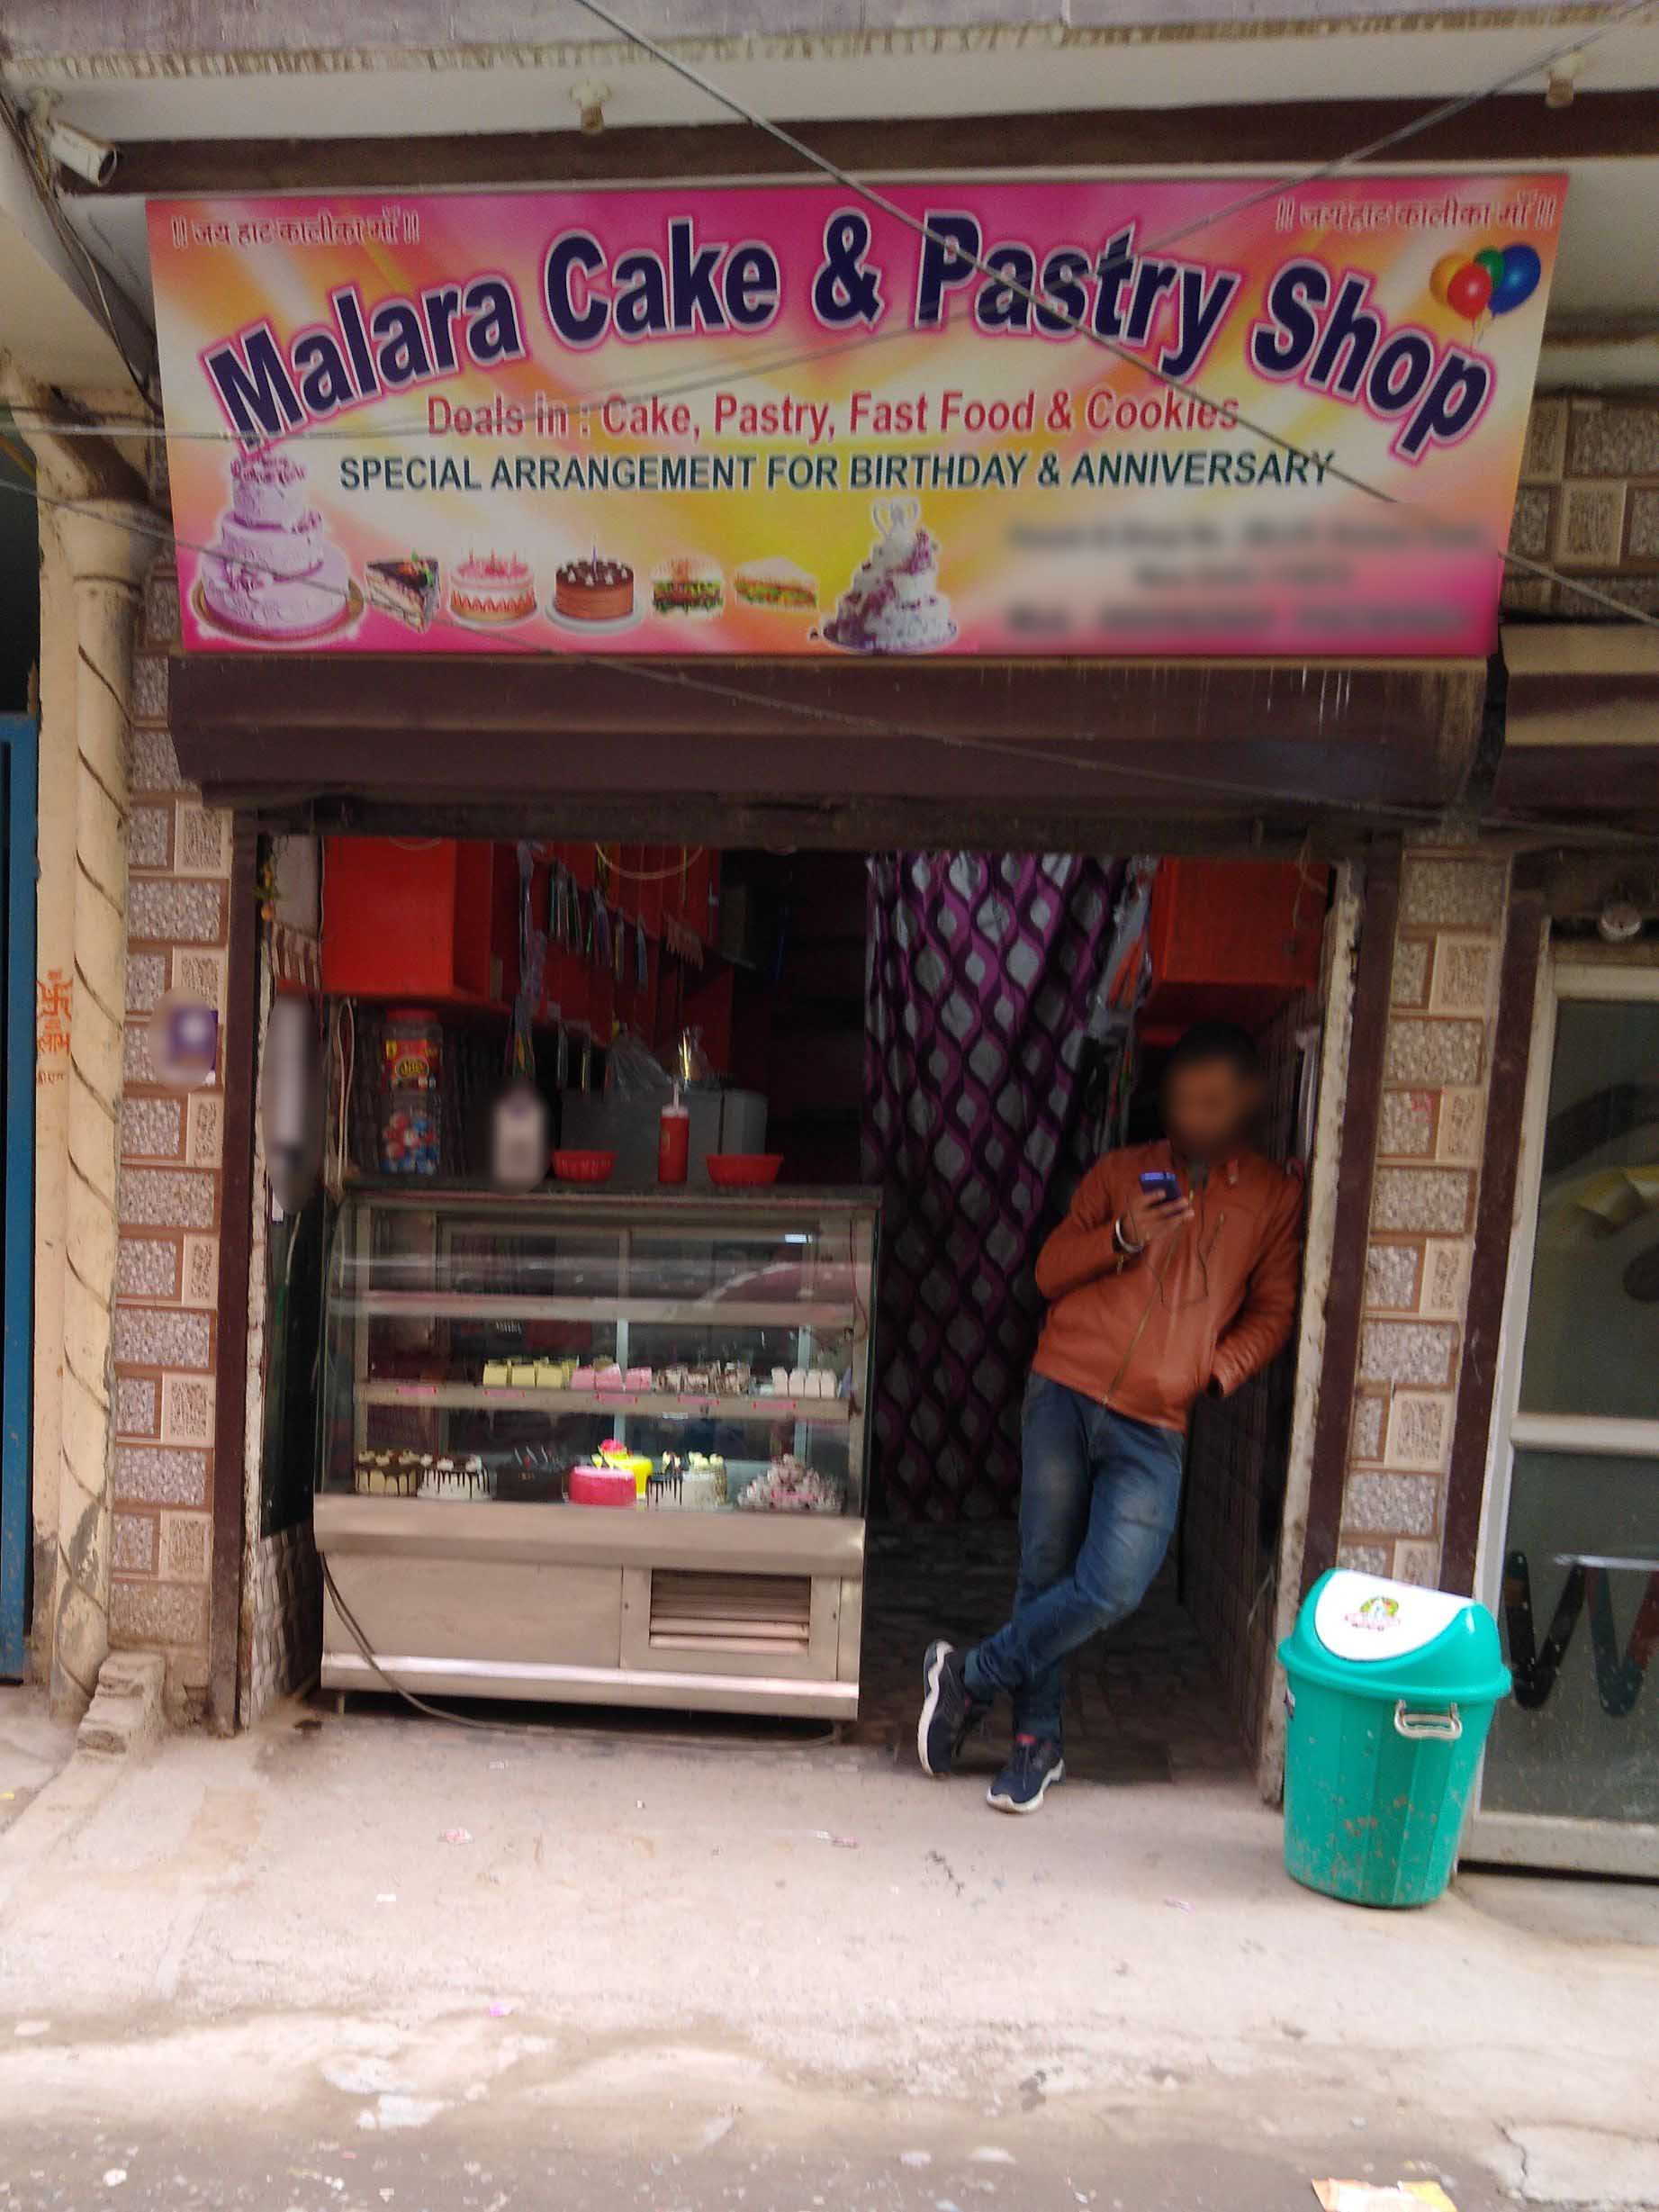 || जय हाट कालीका माँ ||
|| जय हाट कालीका माँ ||
Malara Cake & Pastry Shop
Deals in : Cake, Pastry, Fast Food & Cookies
SPECIAL ARRANGEMENT FOR BIRTHDAY & ANNIVERSARY
लाभ